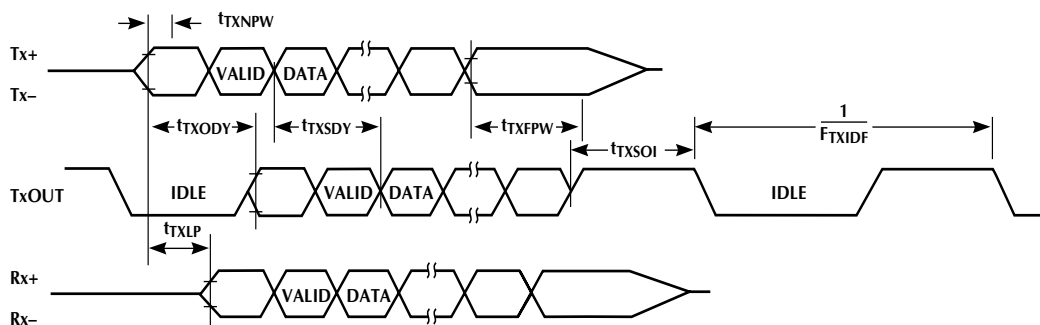 tTXNPW
Tx+
VALID DATA
Tx–
tTXODY tTXSDY tTXFPW 1
FTXIDF
tTXSOI
TxOUT IDLE VALID DATA IDLE
tTXLP
Rx+
VALID DATA
Rx–